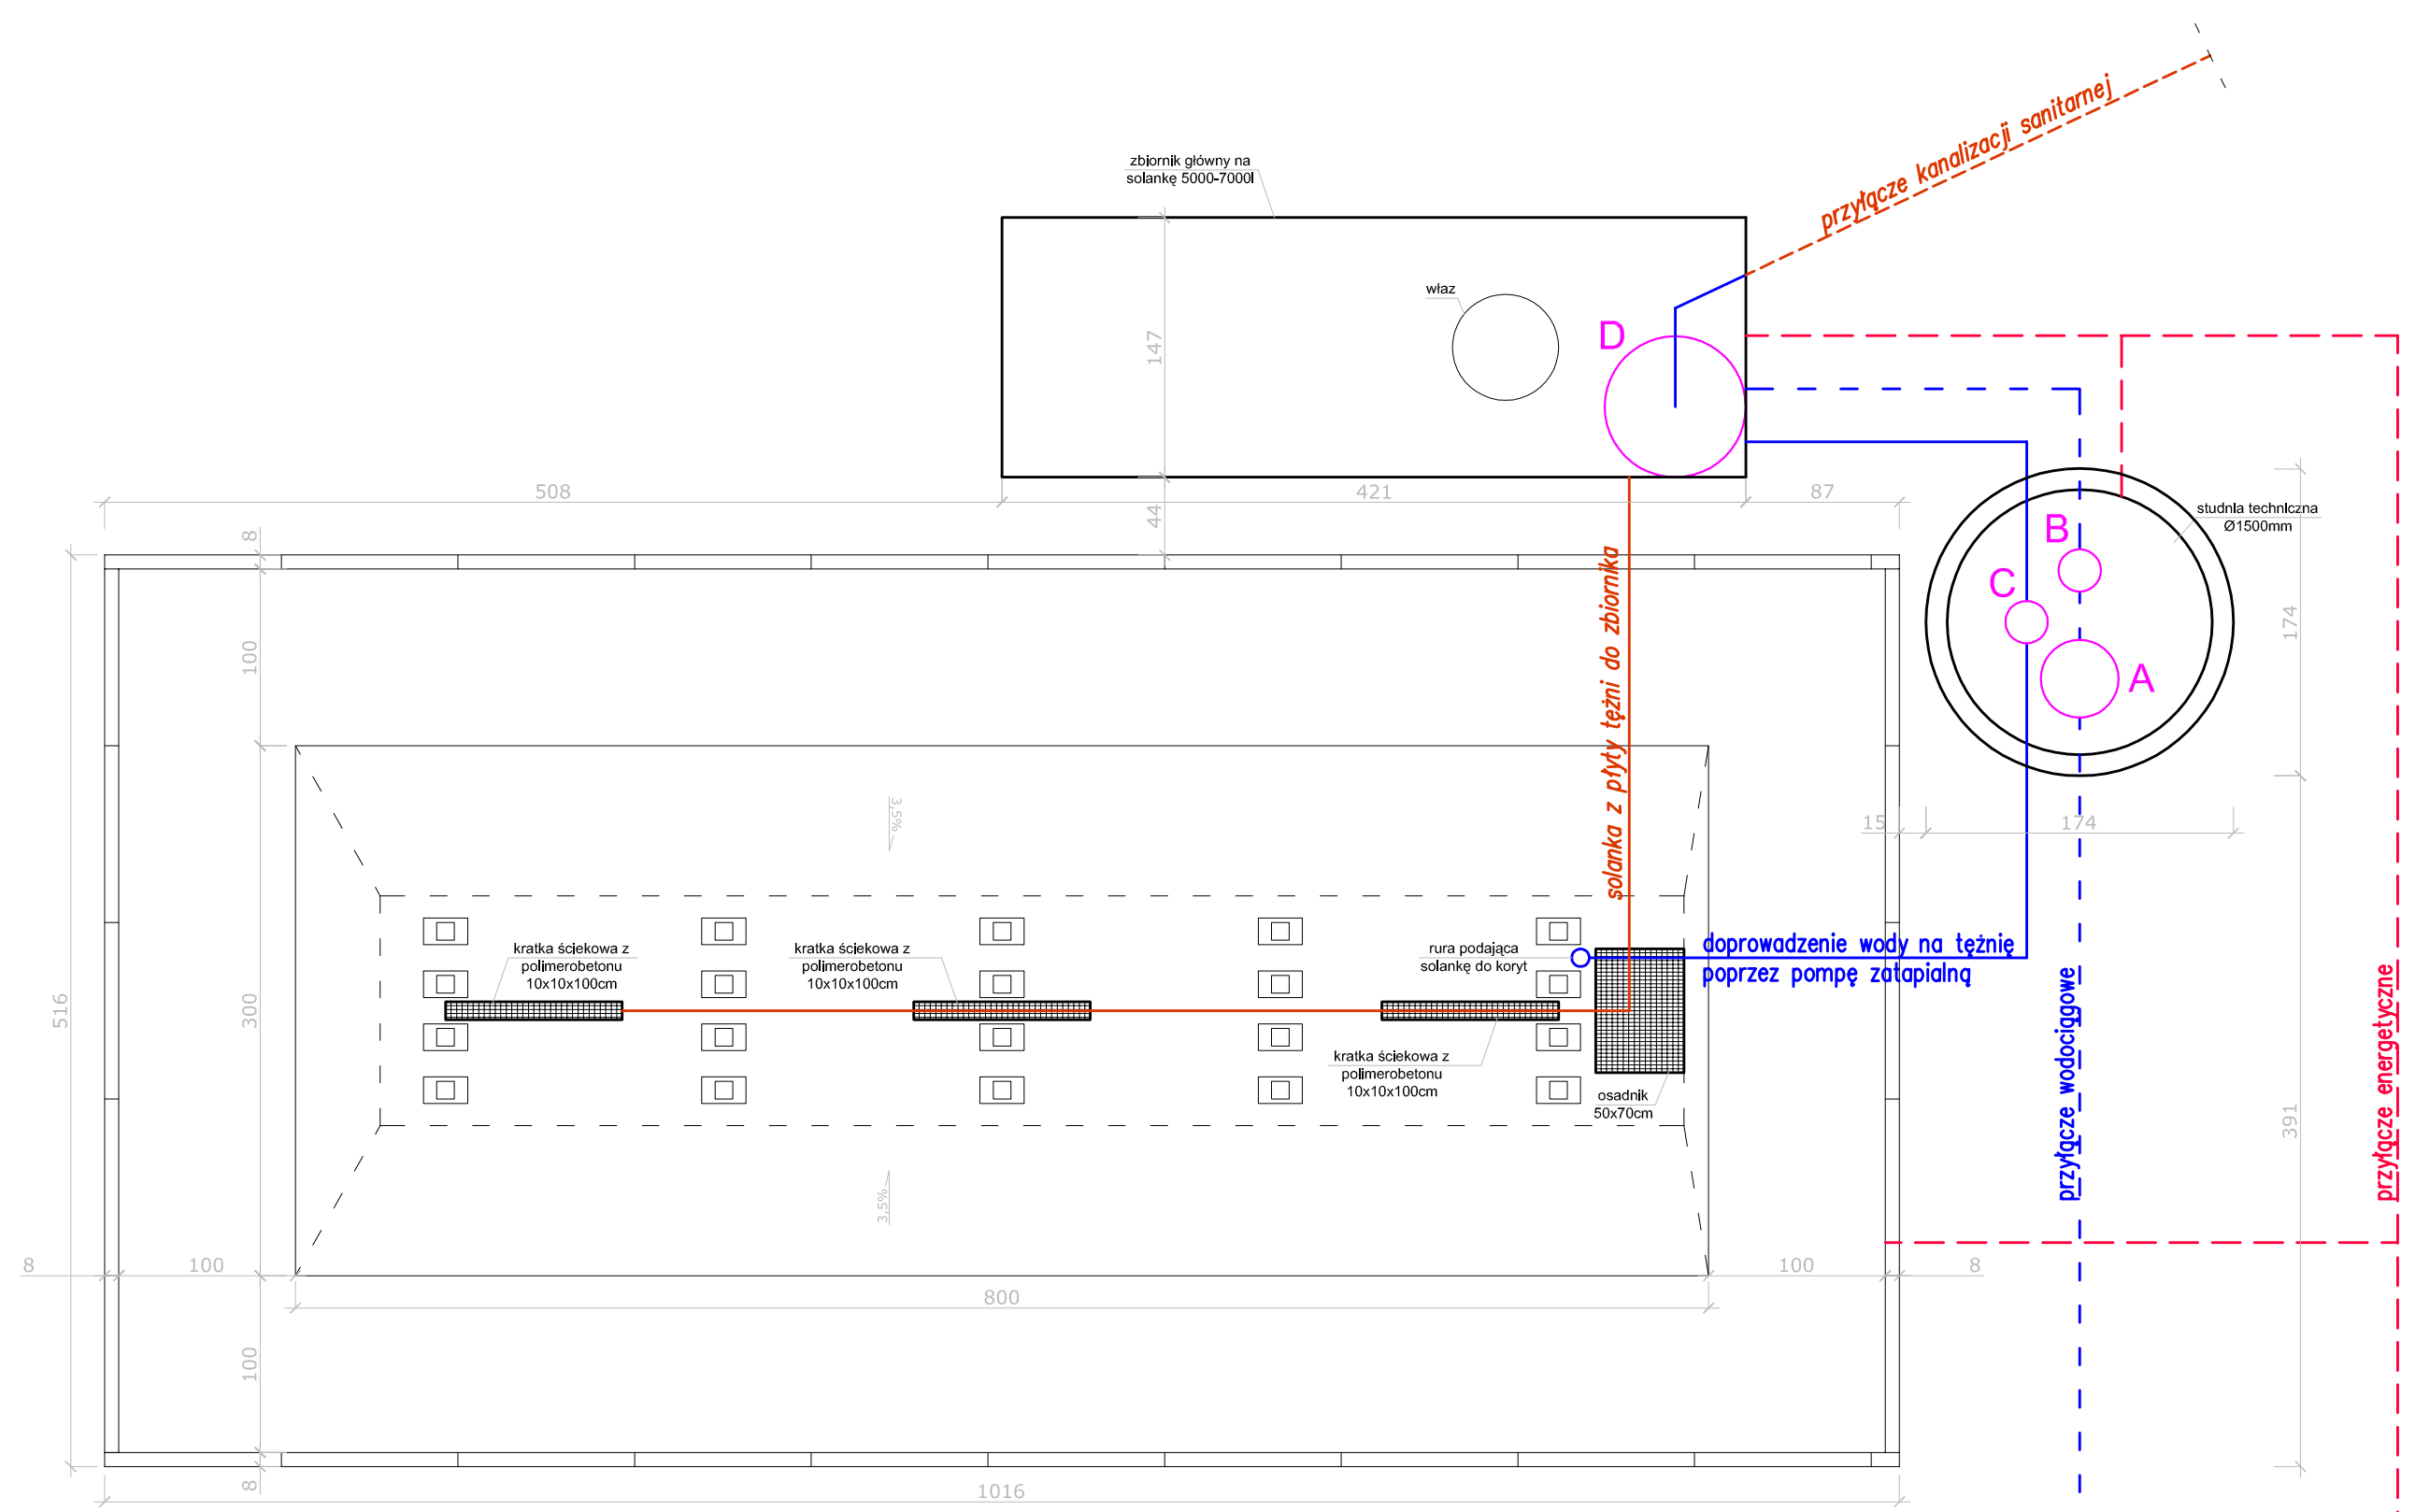 przyłącze kanalizacji sanitarnej
zbiornik główny na
solankę 5000-7000l
właz
D
147
508
421
87
44
8
studnia techniczna
Ø1500mm
B
C
A
174
15
174
100
solanka z płyty tężni do zbiornika
3,5%
kratka ściekowa z
polimerobetonu
10x10x100cm
kratka ściekowa z
polimerobetonu
10x10x100cm
rura podająca
solankę do koryt
doprowadzenie wody na tężnię
poprzez pompę zatapialną
516
300
kratka ściekowa z
polimerobetonu
10x10x100cm
osadnik
50x70cm
przyłącze wodociągowe
przyłącze energetyczne
391
3,5%
8
100
100
8
800
100
8
1016